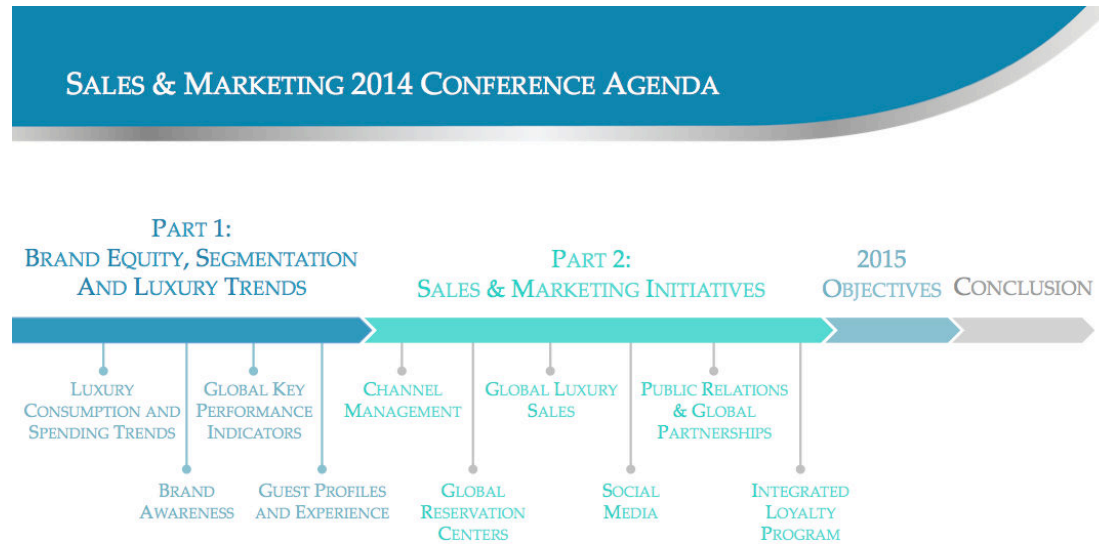 SALES & MARKETING 2014 CONFERENCE AGENDA
PART 1:
BRAND EQUITY, SEGMENTATION
AND LUXURY TRENDS
PART 2:
SALES & MARKETING INITIATIVES
2015
OBJECTIVES
CONCLUSION
LUXURY
CONSUMPTION AND
SPENDING TRENDS
BRAND
AWARENESS
GLOBAL KEY
PERFORMANCE
INDICATORS
GUEST PROFILES
AND EXPERIENCE
CHANNEL
MANAGEMENT
GLOBAL
RESERVATION
CENTERS
GLOBAL LUXURY
SALES
SOCIAL
MEDIA
PUBLIC RELATIONS
& GLOBAL
PARTNERSHIPS
INTEGRATED
LOYALTY
PROGRAM